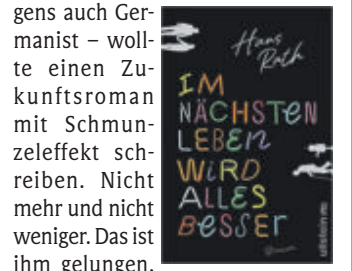 gens auch Ger-
manist – woll-
te einen Zu-
kunftsroman
mit Schmun-
zeleffekt sch-
reiben. Nicht
mehr und nicht
weniger. Das ist
ihm gelungen,
Hans
Rath
IM
NÄCHSTEN
LEBEN
WIRD
ALLES
BESSER
ullstein